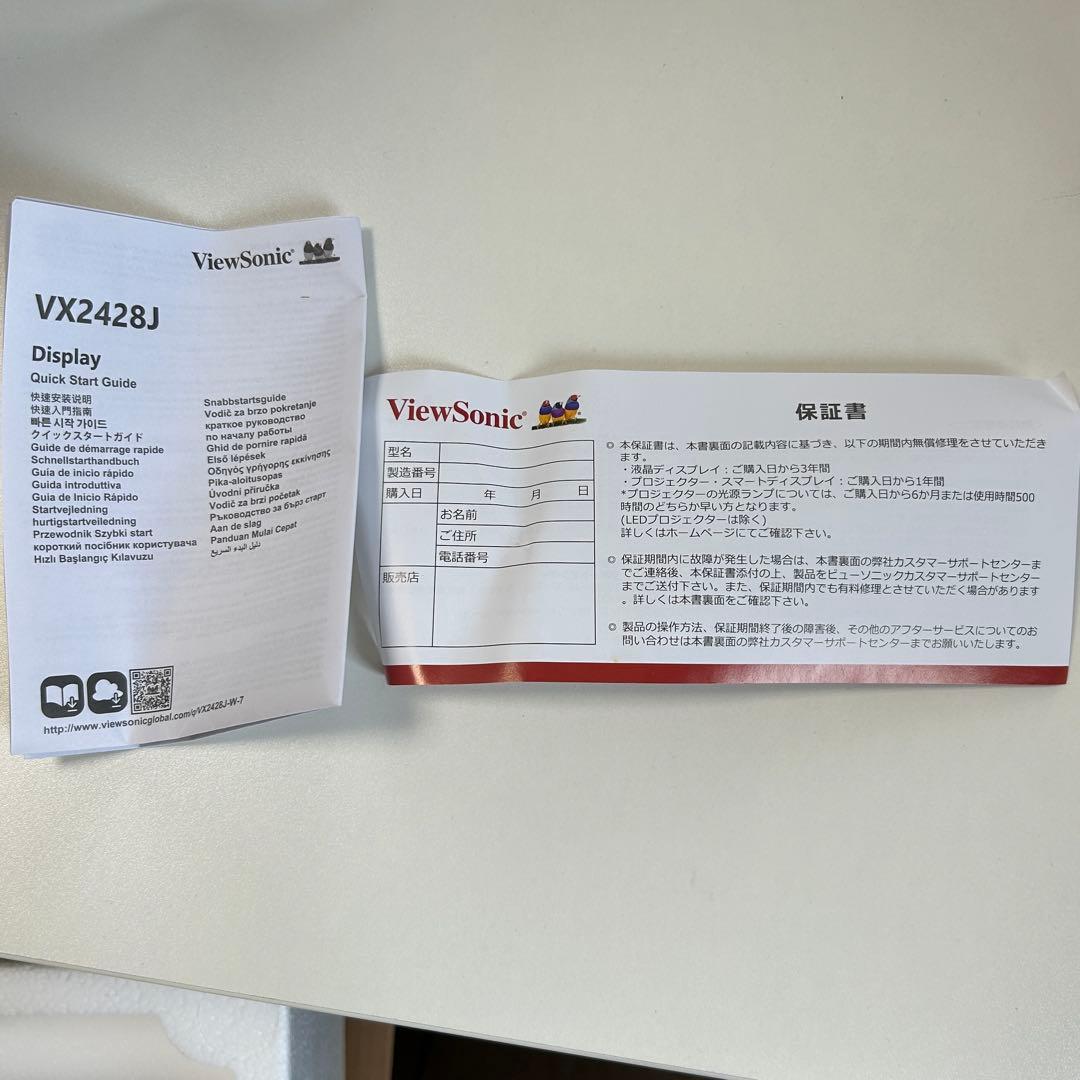 ViewSonic®
VX2428J
Display
Quick Start Guide
快速安装说明
快速入門指南
빠른 시작 가이드
クイックスタートガイド
Guide de démarrage rapide
Schnellstarthandbuch
Guía de inicio rápido
Guida introduttiva
Guia de Início Rápido
Startvejledning
hurtigstartveiledning
Przewodnik Szybki start
короткий посібник користувача
Hızlı Başlangıç Kılavuzu
Snabbstartsguide
Vodič za brzo pokretanje
краткое руководство
по началу работы
Ghid de pornire rapidă
Első lépések
Οδηγός γρήγορης εκκίνησης
Pika-aloitusopas
Úvodní příručka
Vodič za brzi početak
Ръководство за бърз старт
Aan de slag
Panduan Mulai Cepat
دليل البدء السريع
http://www.viewsonicglobal.com/q/VX2428J-W-7
ViewSonic®
型名
製造番号
購入日 年 月 日
お名前
ご住所
電話番号
販売店
保証書
◎ 本保証書は、本書裏面の記載内容に基づき、以下の期間内無償修理をさせていただき
ます。
・液晶ディスプレイ：ご購入日から3年間
・プロジェクター・スマートディスプレイ：ご購入日から1年間
*プロジェクターの光源ランプについては、ご購入日から6か月または使用時間500
時間のどちらか早い方となります。
(LEDプロジェクターは除く)
詳しくはホームページにてご確認下さい。
◎ 保証期間内に故障が発生した場合は、本書裏面の弊社カスタマーサポートセンターま
でご連絡後、本保証書添付の上、製品をビューソニックカスタマーサポートセンター
までご送付下さい。また、保証期間内でも有料修理とさせていただく場合があります
。詳しくは本書裏面をご確認下さい。
◎ 製品の操作方法、保証期間終了後の障害後、その他のアフターサービスについてのお
問い合わせは本書裏面の弊社カスタマーサポートセンターまでお願いいたします。